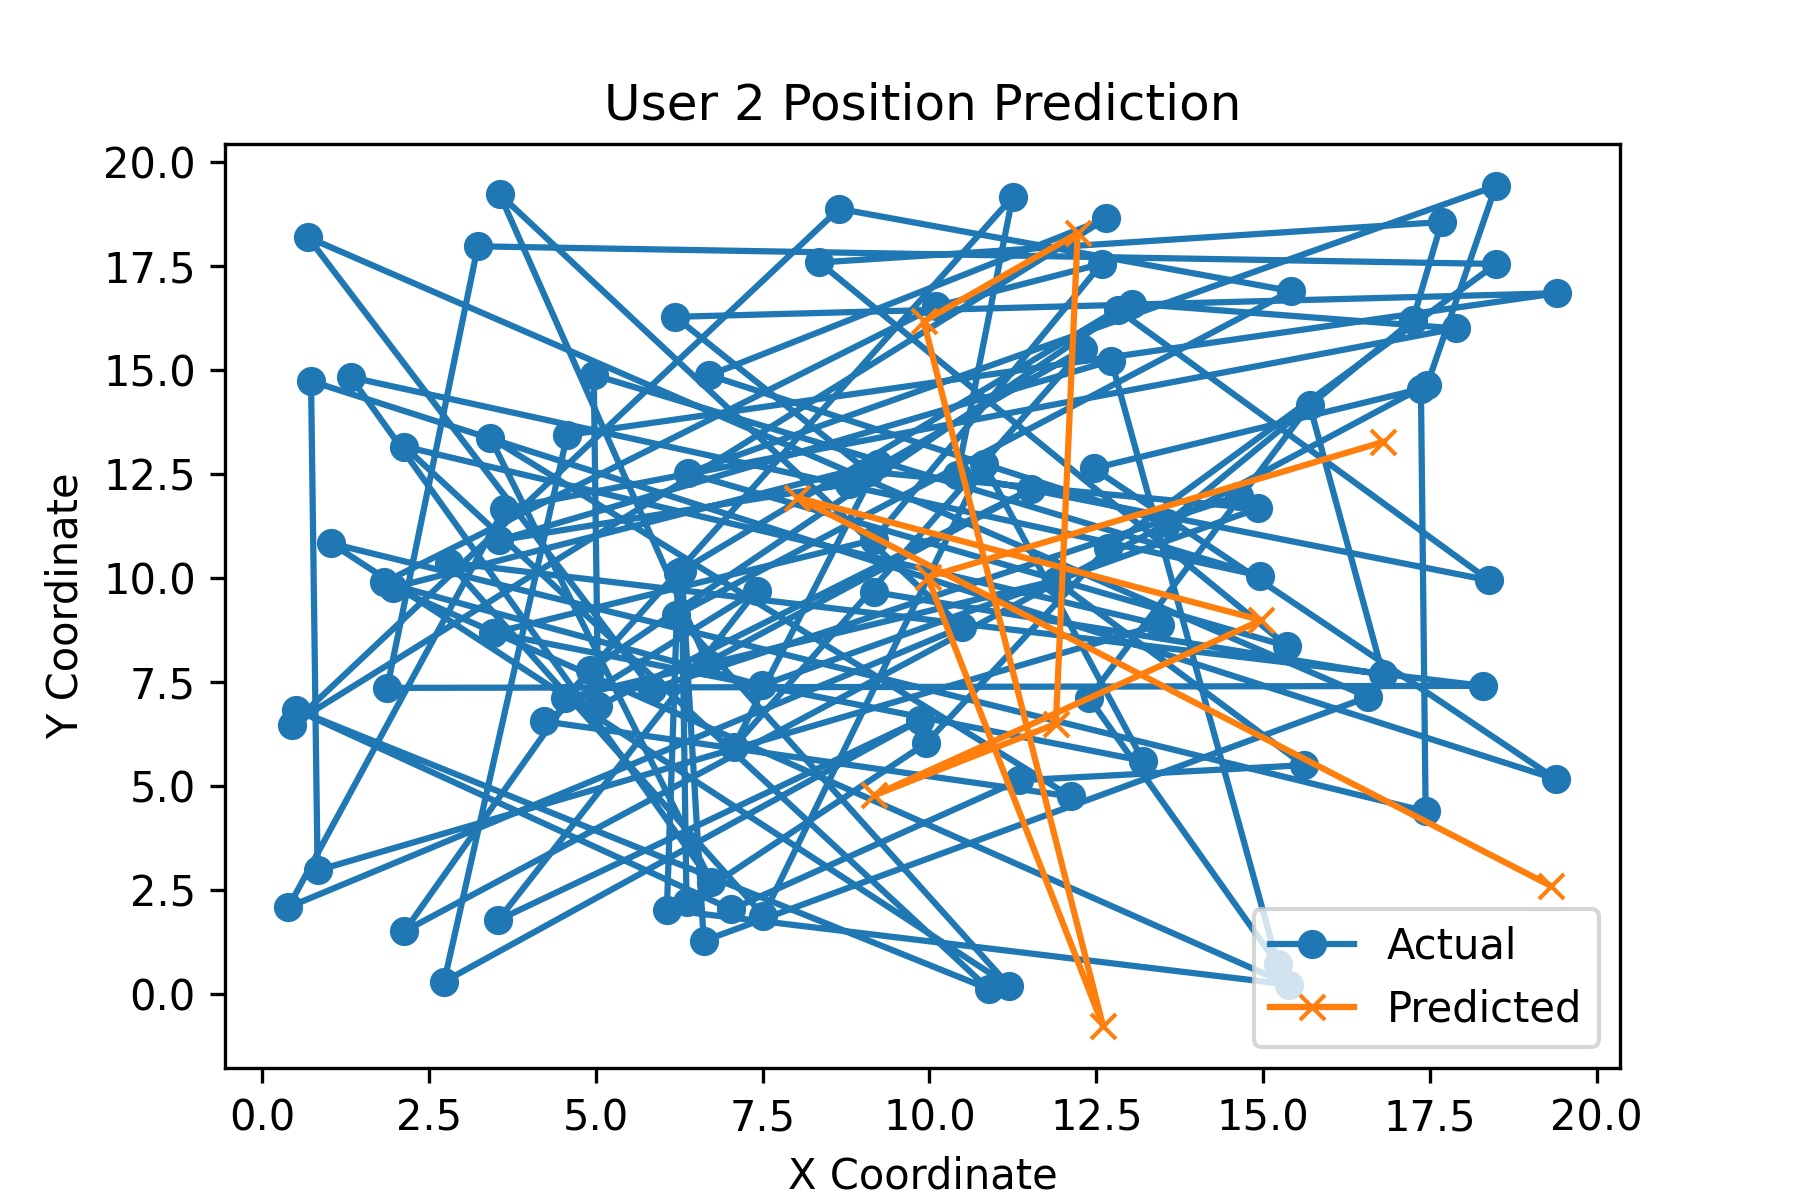 User 2 Position Prediction
20.0
17.5
15.0
12.5
10.0
7.5
5.0
2.5
0.0
Y Coordinate
Actual
Predicted
0.0 2.5 5.0 7.5 10.0 12.5 15.0 17.5 20.0
X Coordinate